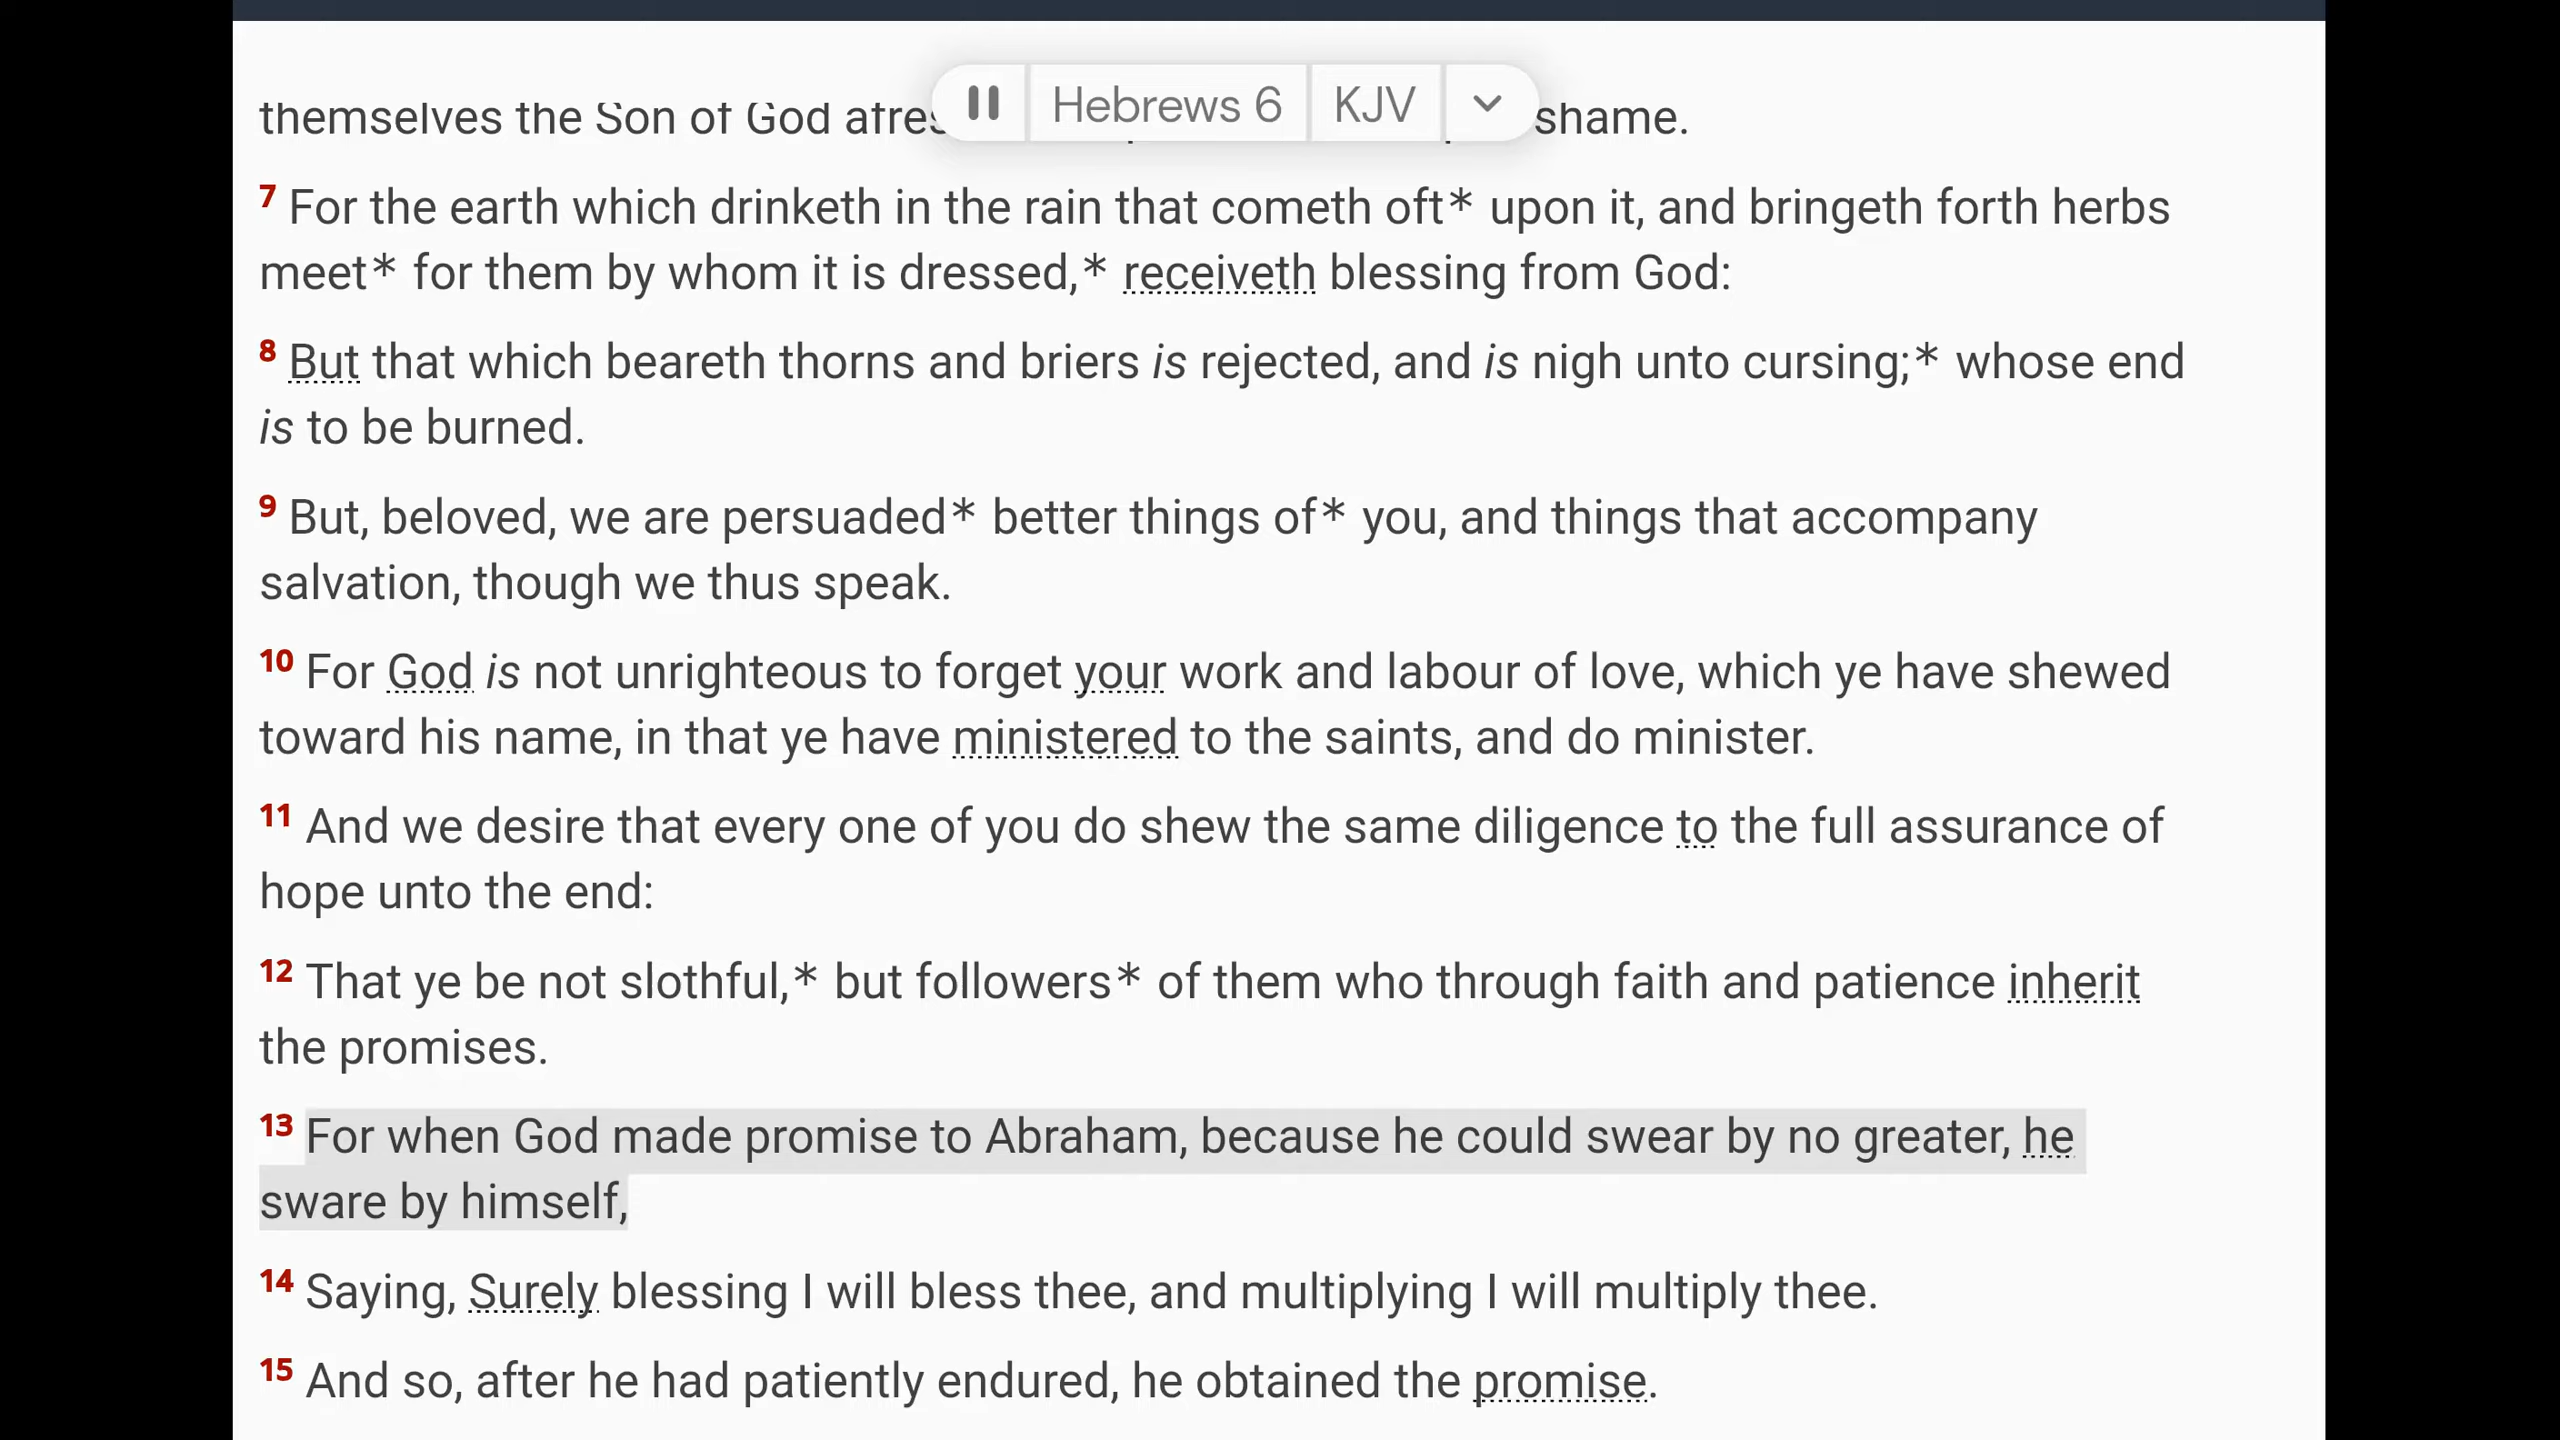 Hebrews 6 KJV
themselves the Son of God shame.
7 For the earth which drinketh in the rain that cometh oft* upon it, and bringeth forth herbs
meet* for them by whom it is dressed,* receiveth blessing from God:
8 But that which beareth thorns and briers is rejected, and is nigh unto cursing;* whose end
is to be burned.
9 But, beloved, we are persuaded* better things of* you, and things that accompany
salvation, though we thus speak.
10 For God is not unrighteous to forget your work and labour of love, which ye have shewed
toward his name, in that ye have ministered to the saints, and do minister.
11 And we desire that every one of you do shew the same diligence to the full assurance of
hope unto the end:
12 That ye be not slothful,* but followers* of them who through faith and patience inherit
the promises.
13 For when God made promise to Abraham, because he could swear by no greater, he
sware by himself,
14 Saying, Surely blessing I will bless thee, and multiplying I will multiply thee.
15 And so, after he had patiently endured, he obtained the promise.